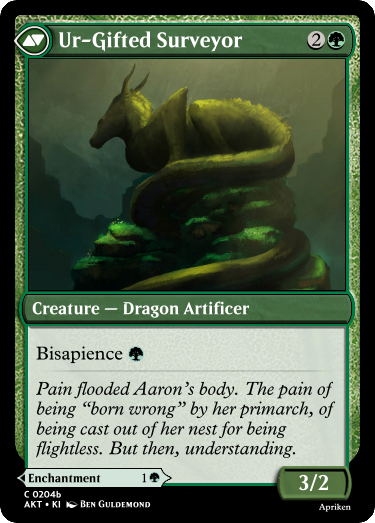 Ur-Gifted Surveyor 2
Creature — Dragon Artificer
Bisapience
Pain flooded Aaron's body. The pain of
being “born wrong” by her primarch, of
being cast out of her nest for being
flightless. But then, understanding.
Enchantment 1
3/2
C 0204b
AKT • KI Ben Guldemond
Apriken